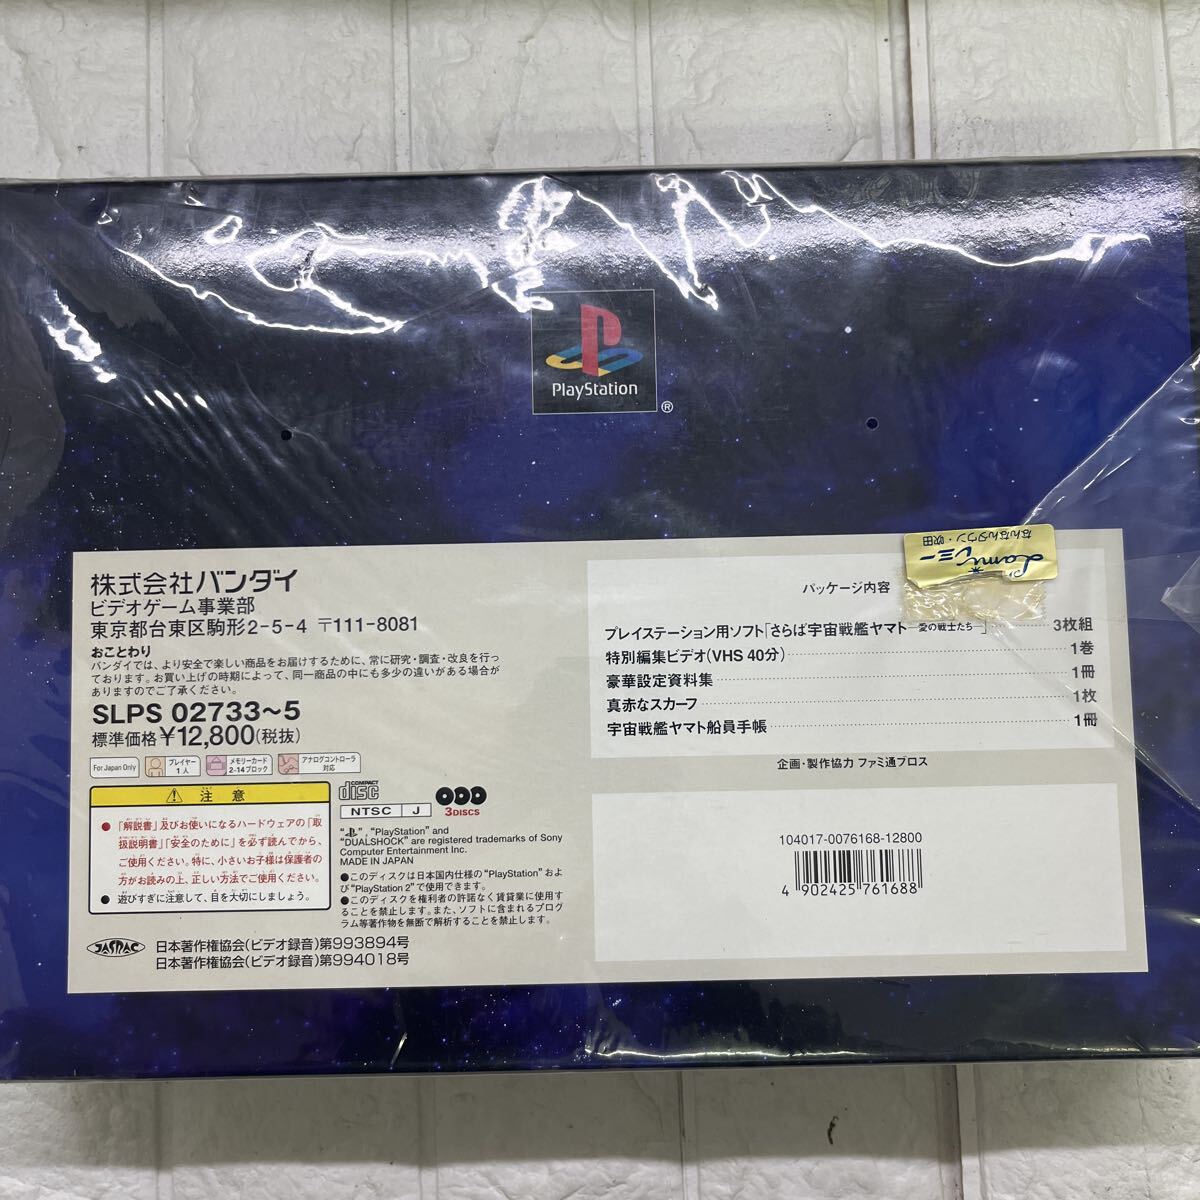 PlayStation
®
株式会社バンダイ
ビデオゲーム事業部
東京都台東区駒形2-5-4 〒111-8081
おことわり
バンダイでは、より安全で楽しい商品をお届けするために、常に研究・調査・改良を行っ
ております。お買い上げの時期によって、同一商品の中にも多少の違いがある場合が
ありますのでご了承ください。
SLPS 02733~5
標準価格¥12,800(税抜)
For Japan Only
プレイヤー
1人
メモリーカード
2-14ブロック
アナログコントローラ
対応
注意
●「解説書」及びお使いになるハードウェアの「取
扱説明書」「安全のために」を必ず読んでから、
ご使用ください。特に、小さいお子様は保護者の
方がお読みの上、正しい方法でご使用ください。
●遊びすぎに注意して、目を大切にしましょう。
COMPACT
disc
NTSC J
3DISCS
" ", "PlayStation" and
"DUALSHOCK" are registered trademarks of Sony
Computer Entertainment Inc.
MADE IN JAPAN
●このディスクは日本国内仕様の"PlayStation"およ
び"PlayStation 2"で使用できます。
●このディスクを権利者の許諾なく賃貸業に使用す
ることを禁止します。また、ソフトに含まれるプログ
ラム等著作物を無断で解析することを禁止します。
JASRAC
日本著作権協会(ビデオ録音)第993894号
日本著作権協会(ビデオ録音)第994018号
Lamuジュー
なんなんタウン・吹田
パッケージ内容
プレイステーション用ソフト「さらば宇宙戦艦ヤマト―愛の戦士たち―」 3枚組
特別編集ビデオ(VHS 40分) 1巻
豪華設定資料集 1冊
真赤なスカーフ 1枚
宇宙戦艦ヤマト船員手帳 1冊
企画・製作協力 ファミ通ブロス
104017-0076168-12800
4 902425 761688